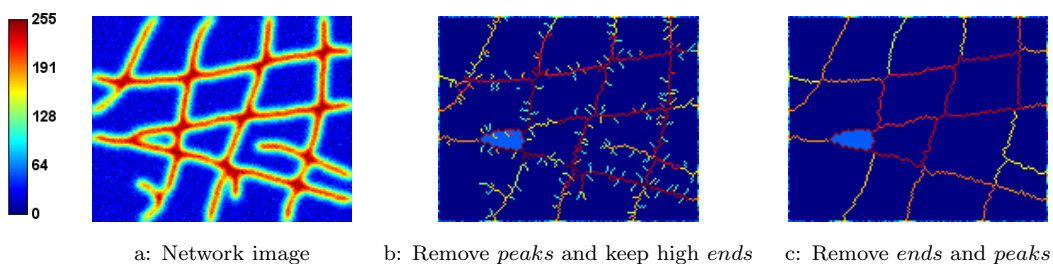 255
191
128
64
0
a: Network image
b: Remove peaks and keep high ends
c: Remove ends and peaks